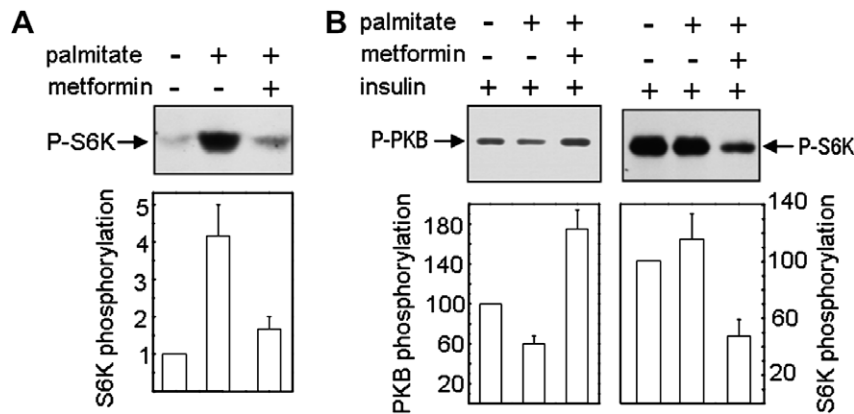 A
palmitate - + +
metformin - - +
P-S6K
S6K phosphorylation
5
4
3
2
1
B
palmitate - + + - + +
metformin - - + - - +
insulin + + + + + +
P-PKB
P-S6K
PKB phosphorylation
180
140
100
60
20
140
100
60
20
S6K phosphorylation